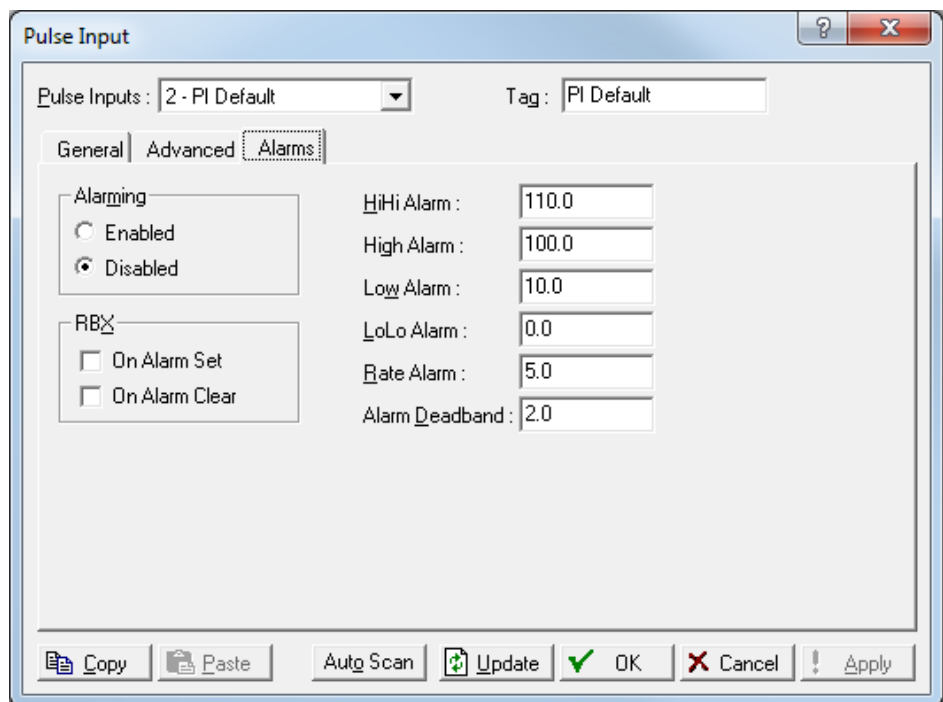 Pulse Input
?
X
Pulse Inputs : 2 - PI Default
Tag : PI Default
General Advanced Alarms
Alarming
Enabled
Disabled
RBX
On Alarm Set
On Alarm Clear
HiHi Alarm : 110.0
High Alarm : 100.0
Low Alarm : 10.0
LoLo Alarm : 0.0
Rate Alarm : 5.0
Alarm Deadband : 2.0
Copy Paste Auto Scan Update OK Cancel ! Apply